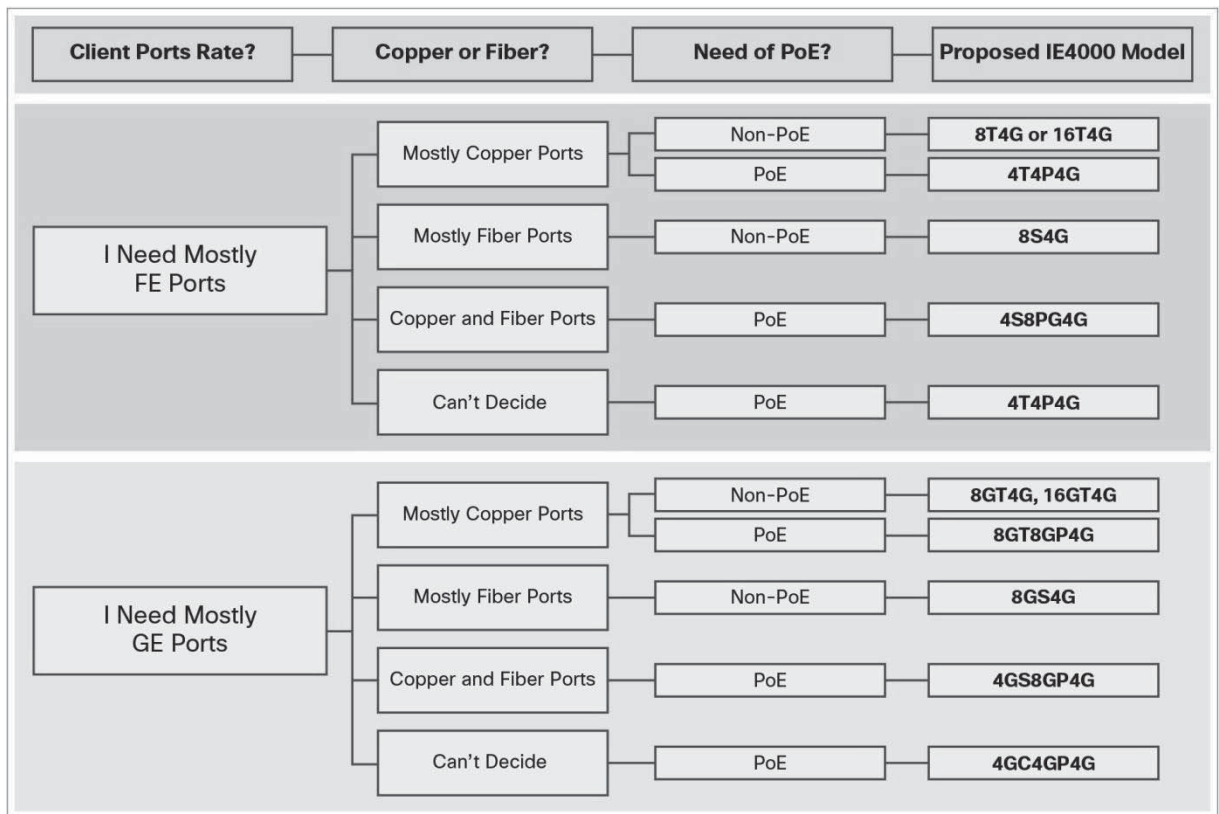 Client Ports Rate?
Copper or Fiber?
Need of PoE?
Proposed IE4000 Model
I Need Mostly
FE Ports
Mostly Copper Ports
Non-PoE
8T4G or 16T4G
PoE
4T4P4G
Mostly Fiber Ports
Non-PoE
8S4G
Copper and Fiber Ports
PoE
4S8PG4G
Can't Decide
PoE
4T4P4G
I Need Mostly
GE Ports
Mostly Copper Ports
Non-PoE
8GT4G, 16GT4G
PoE
8GT8GP4G
Mostly Fiber Ports
Non-PoE
8GS4G
Copper and Fiber Ports
PoE
4GS8GP4G
Can't Decide
PoE
4GC4GP4G